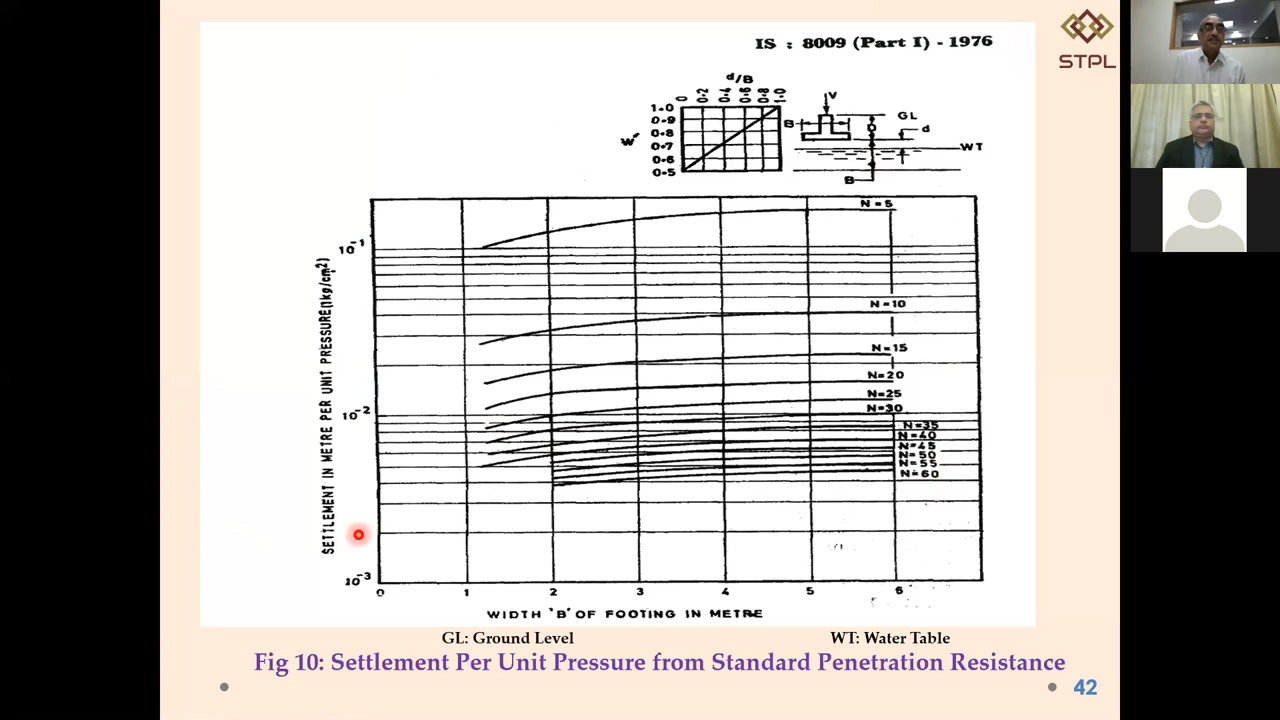 IS : 8009 (Part I) - 1976
STPL
d/B
0 0·2 0·4 0·6 0·8 1·0
W'
1·0
0·9
0·8
0·7
0·6
0·5
V
B
GL
D
d
WT
B
SETTLEMENT IN METRE PER UNIT PRESSURE(1kg/cm²)
10⁻¹
10⁻²
10⁻³
N = 5
N = 10
N=15
N=20
N=25
N=30
N=35
N=40
N=45
N=50
N=55
N=60
0 1 2 3 4 5 6
WIDTH 'B' OF FOOTING IN METRE
GL: Ground Level
WT: Water Table
Fig 10: Settlement Per Unit Pressure from Standard Penetration Resistance
42